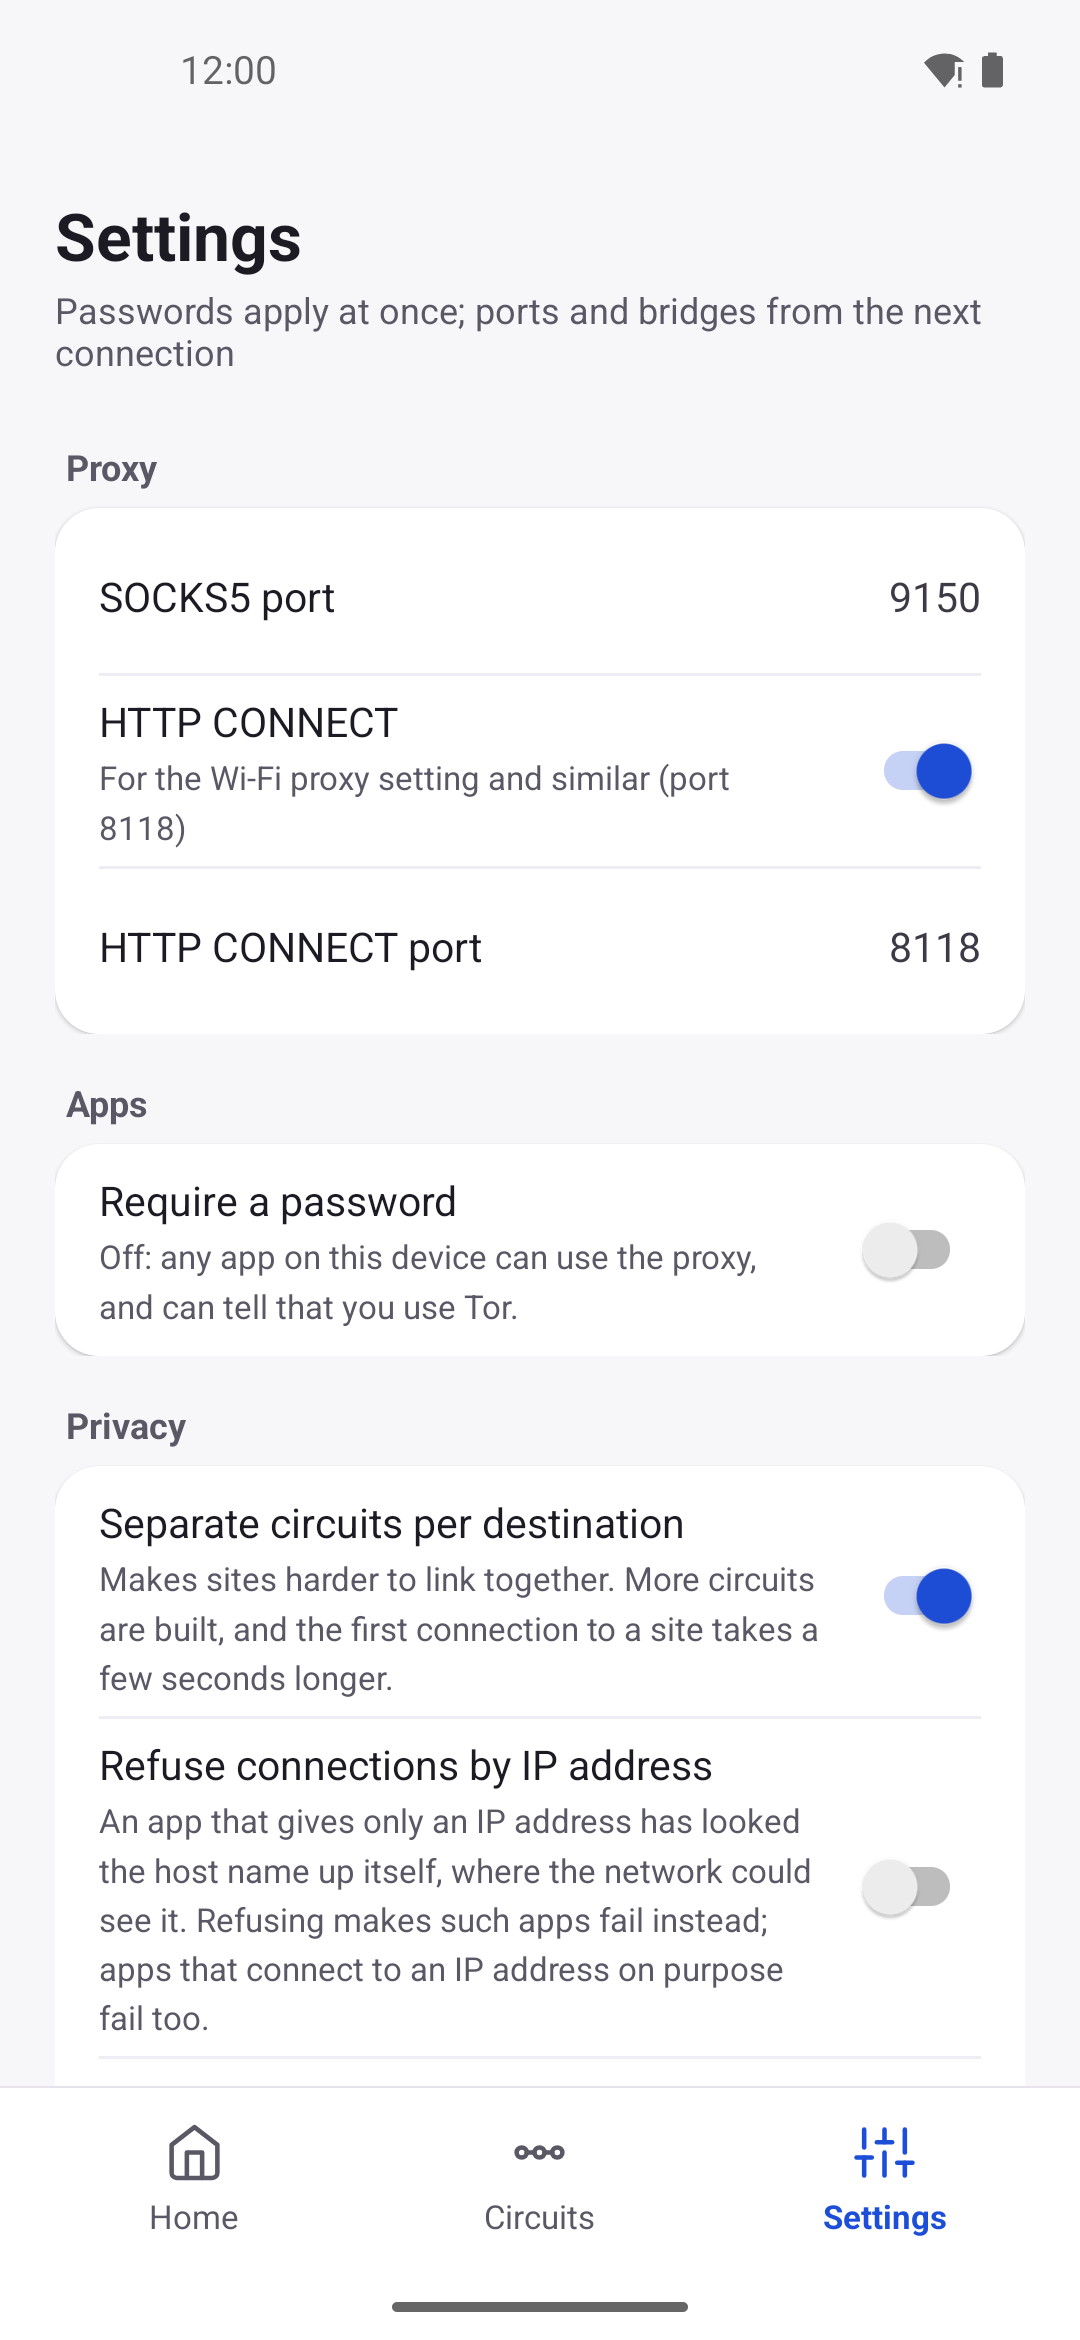 12:00
Settings
Passwords apply at once; ports and bridges from the next
connection
Proxy
SOCKS5 port
9150
HTTP CONNECT
For the Wi-Fi proxy setting and similar (port
8118)
HTTP CONNECT port
8118
Apps
Require a password
Off: any app on this device can use the proxy,
and can tell that you use Tor.
Privacy
Separate circuits per destination
Makes sites harder to link together. More circuits
are built, and the first connection to a site takes a
few seconds longer.
Refuse connections by IP address
An app that gives only an IP address has looked
the host name up itself, where the network could
see it. Refusing makes such apps fail instead;
apps that connect to an IP address on purpose
fail too.
Home
Circuits
Settings